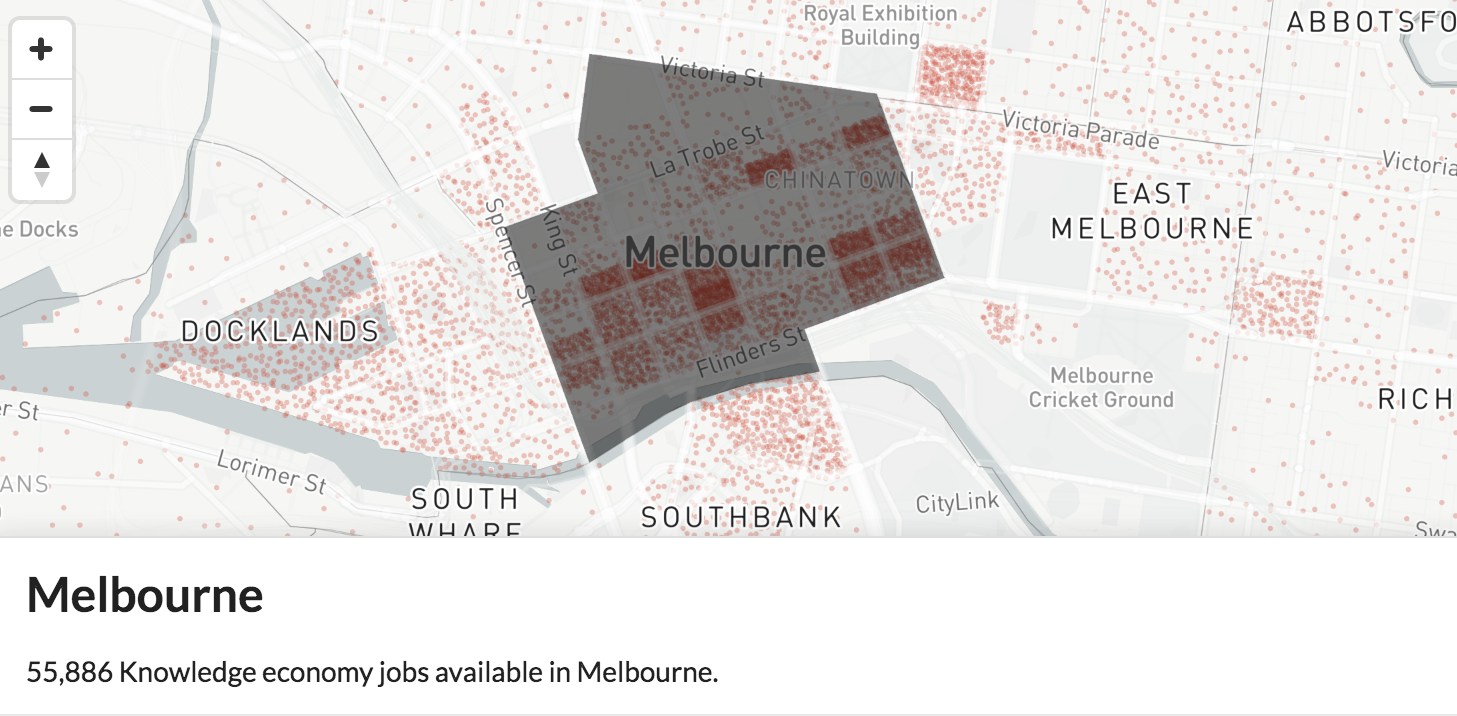 Royal Exhibition
Building
ABBOTSFO
Victoria St
Victoria Parade
La Trobe St
Victoria
CHINATOWN
EAST
MELBOURNE
e Docks
Spencer St
King St
Melbourne
DOCKLANDS
Flinders St
Melbourne
Cricket Ground
RICH
er St
Lorimer St
ANS
SOUTH
WHARF
SOUTHBANK
CityLink
Swa
Melbourne
55,886 Knowledge economy jobs available in Melbourne.